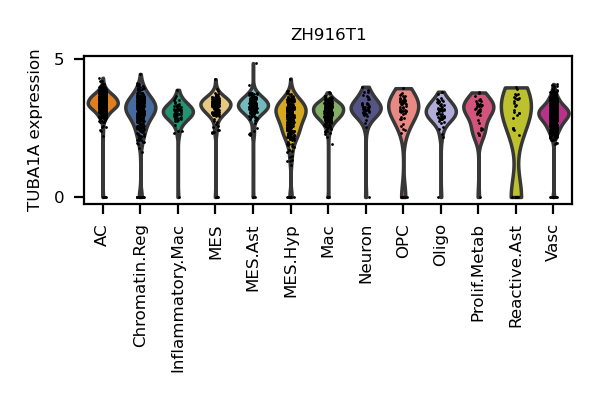 ZH916T1
TUBA1A expression
5
0
AC
Chromatin.Reg
Inflammatory.Mac
MES
MES.Ast
MES.Hyp
Mac
Neuron
OPC
Oligo
Prolif.Metab
Reactive.Ast
Vasc